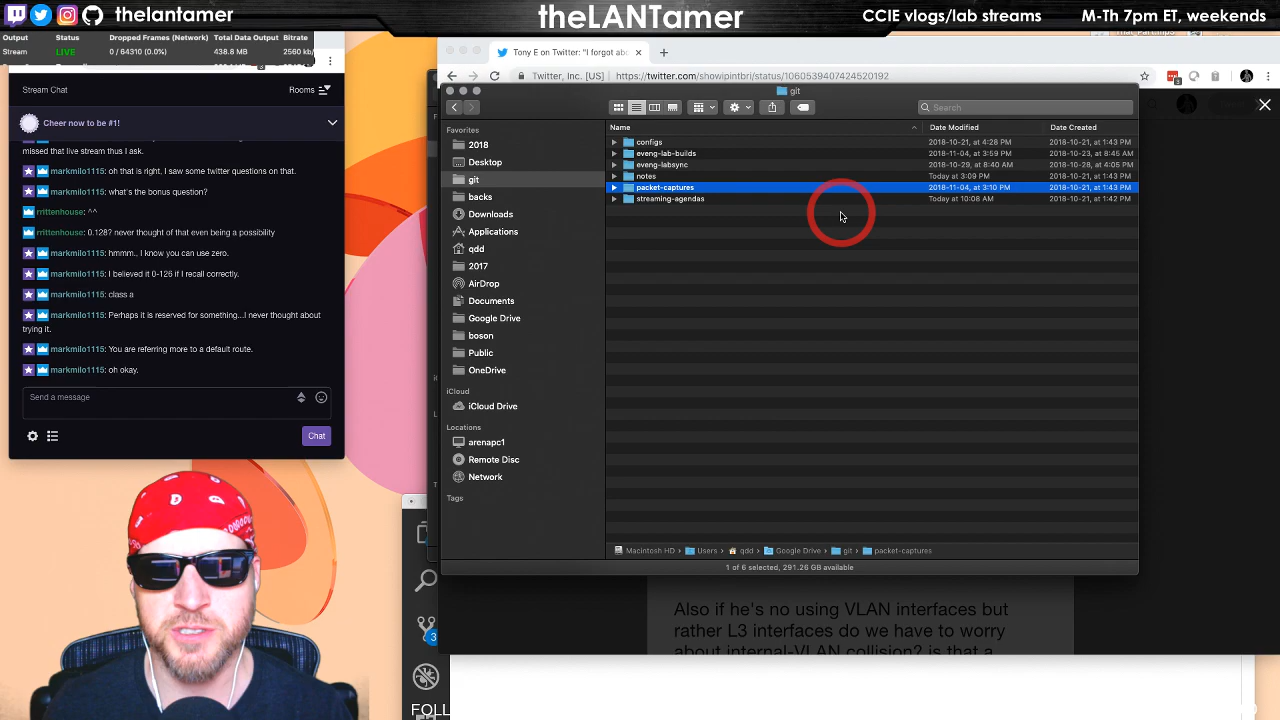 thelantamer
theLANTamer
CCIE vlogs/lab streams
M-Th 7pm ET, weekends
Output Status Dropped Frames (Network) Total Data Output Bitrate
Stream LIVE 0 / 64310 (0.0%) 438.8 MB 2560 kb/s
Stream Chat
Rooms
Cheer now to be #1!
missed that live stream thus I ask.
markmilo1115: oh that is right, I saw some twitter questions on that.
markmilo1115: what's the bonus question?
rrittenhouse: ^^
rrittenhouse: 0.128? never thought of that even being a possibility
markmilo1115: hmmm., I know you can use zero.
markmilo1115: I believed it 0-126 if I recall correctly.
markmilo1115: class a
markmilo1115: Perhaps it is reserved for something...I never thought about
trying it.
markmilo1115: You are referring more to a default route.
markmilo1115: oh okay.
Send a message
Chat
Tony E on Twitter: "I forgot abo
Twitter, Inc. [US] https://twitter.com/showipintbri/status/1060539407424520192
git
Search
Favorites
2018
Desktop
git
backs
Downloads
Applications
qdd
2017
AirDrop
Documents
Google Drive
boson
Public
OneDrive
iCloud
iCloud Drive
Locations
arenapc1
Remote Disc
Network
Tags
Name Date Modified Date Created
configs 2018-10-21, at 4:28 PM 2018-10-21, at 1:43 PM
eveng-lab-builds 2018-11-04, at 3:59 PM 2018-10-23, at 8:45 AM
eveng-labsync 2018-10-29, at 8:40 AM 2018-10-28, at 4:05 PM
notes Today at 3:09 PM 2018-10-21, at 1:43 PM
packet-captures 2018-11-04, at 3:10 PM 2018-10-21, at 1:43 PM
streaming-agendas Today at 10:08 AM 2018-10-21, at 1:42 PM
Macintosh HD › Users › qdd › Google Drive › git › packet-captures
1 of 6 selected, 291.26 GB available
Also if he's no using VLAN interfaces but
rather L3 interfaces do we have to worry
about internal-VLAN collision? is that a
3
FOLL